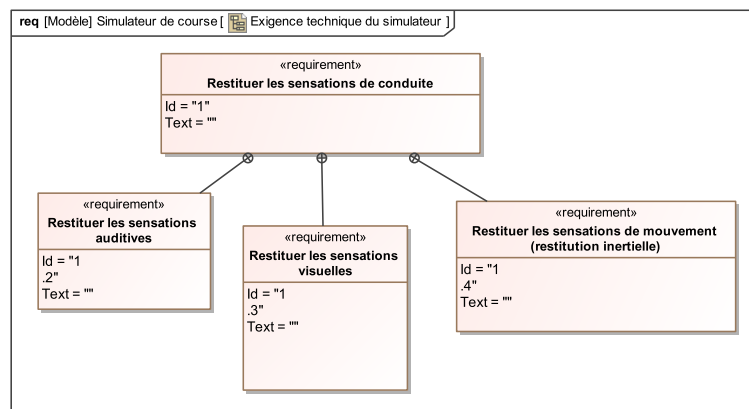 req [Modèle] Simulateur de course [ Exigence technique du simulateur ]
«requirement»
Restituer les sensations de conduite
Id = "1"
Text = ""
«requirement»
Restituer les sensations
auditives
Id = "1
.2"
Text = ""
«requirement»
Restituer les sensations
visuelles
Id = "1
.3"
Text = ""
«requirement»
Restituer les sensations de mouvement
(restitution inertielle)
Id = "1
.4"
Text = ""